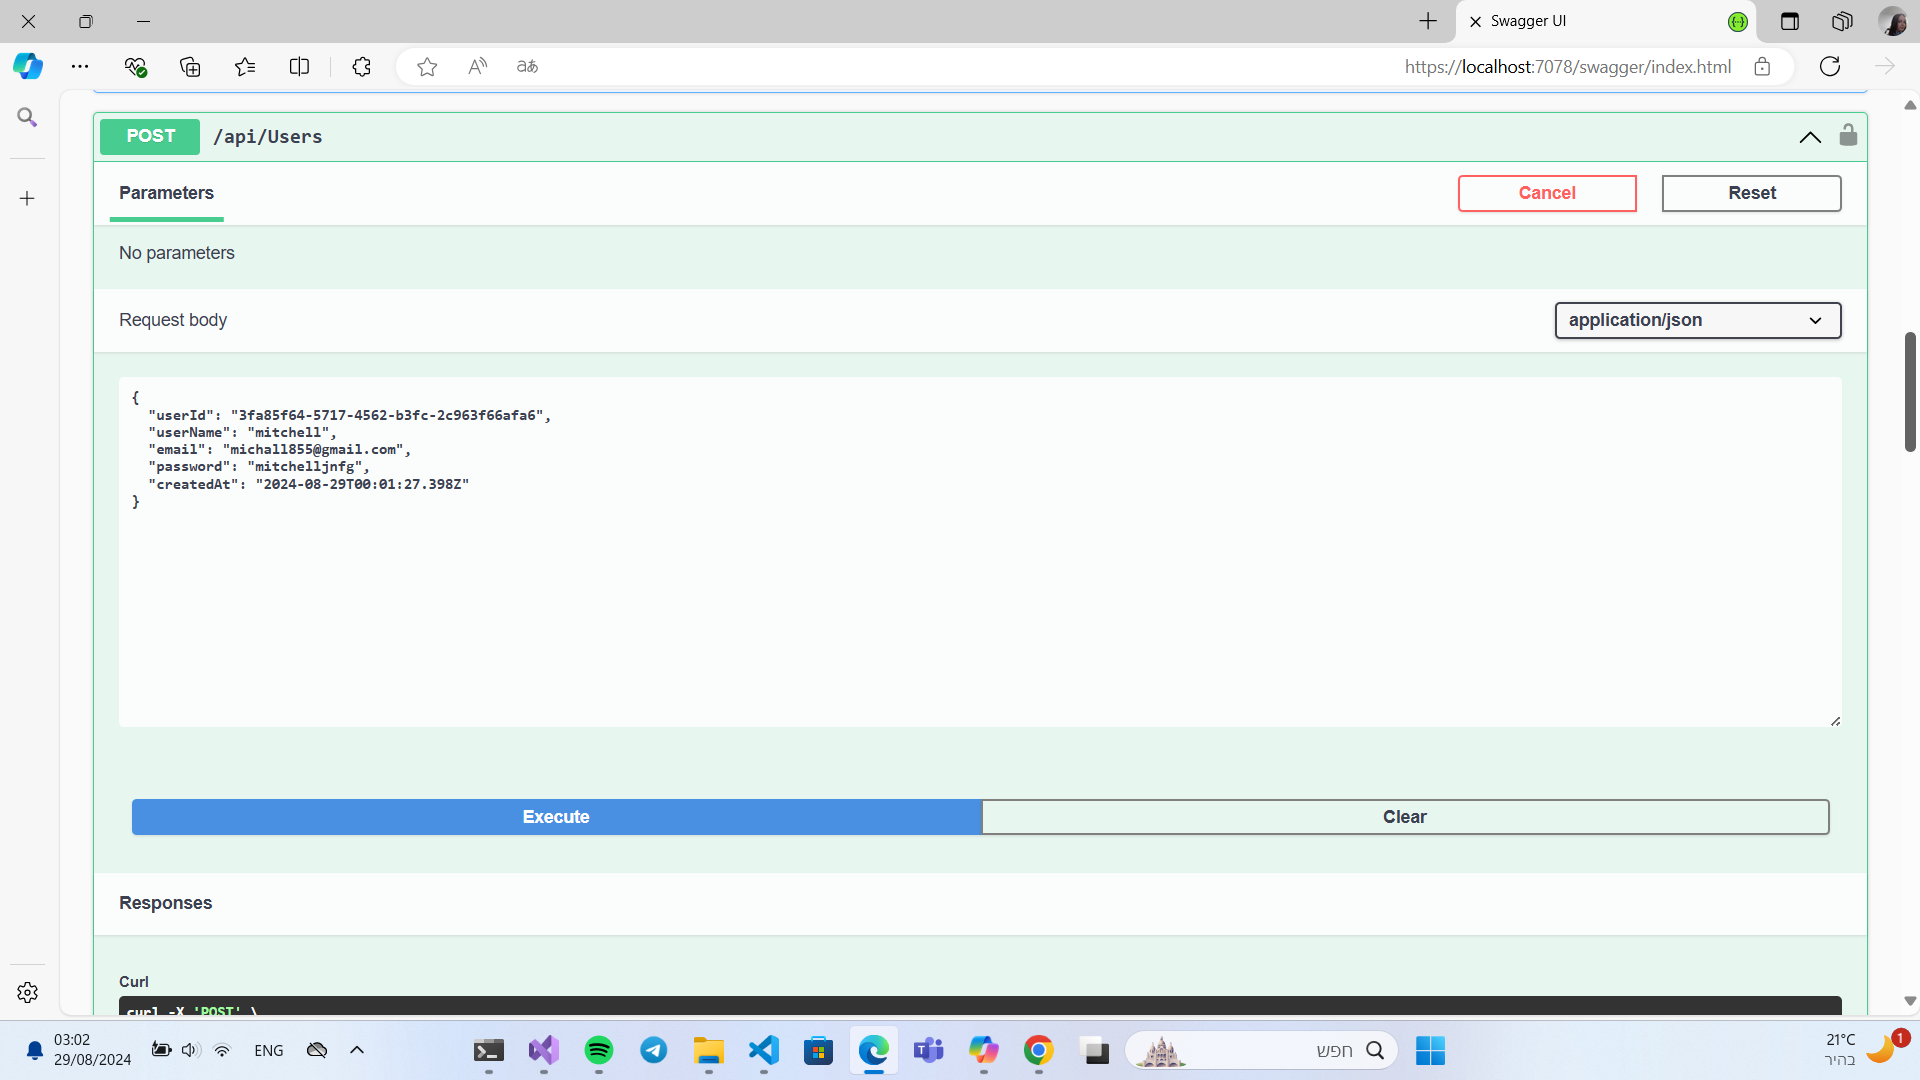 Swagger UI
https://localhost:7078/swagger/index.html
POST /api/Users
Parameters
Cancel
Reset
No parameters
Request body
application/json
{
"userId": "3fa85f64-5717-4562-b3fc-2c963f66afa6",
"userName": "mitchell",
"email": "michall855@gmail.com",
"password": "mitchelljnfg",
"createdAt": "2024-08-29T00:01:27.398Z"
}
Execute
Clear
Responses
Curl
curl -X 'POST' \
03:02
29/08/2024
ENG
חפש
21°C
בהיר
1